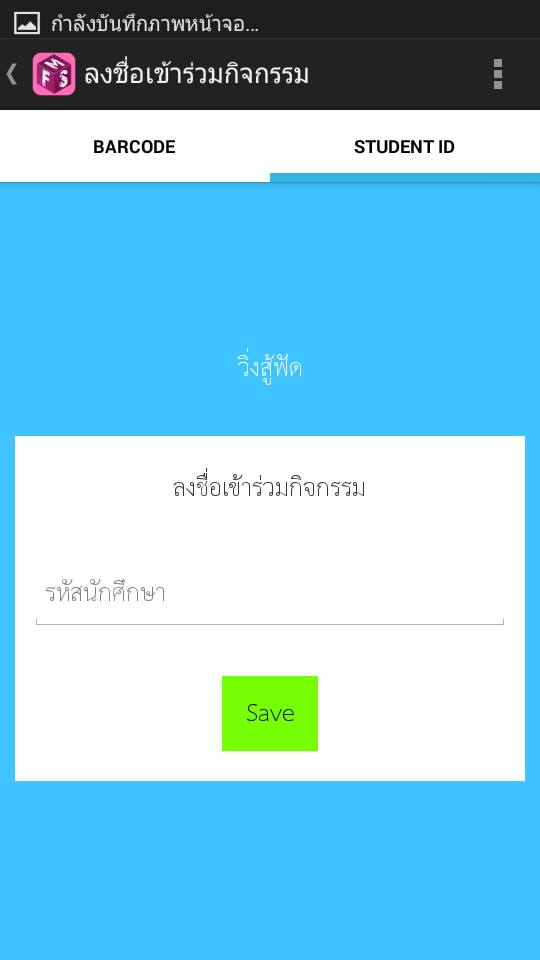 กำลังบันทึกภาพหน้าจอ...
ลงชื่อเข้าร่วมกิจกรรม
BARCODE
STUDENT ID
วิ่งสู้ฟัด
ลงชื่อเข้าร่วมกิจกรรม
รหัสนักศึกษา
Save